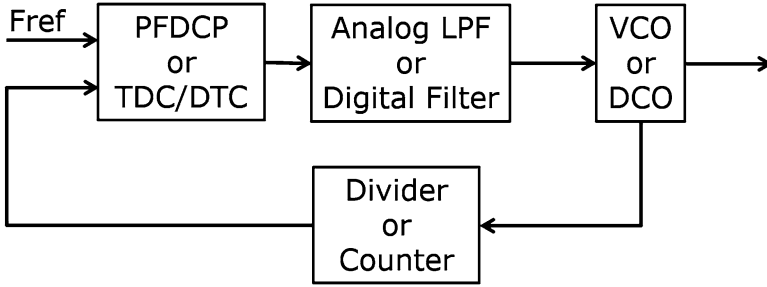 Fref
PFDCP
or
TDC/DTC
Analog LPF
or
Digital Filter
VCO
or
DCO
Divider
or
Counter